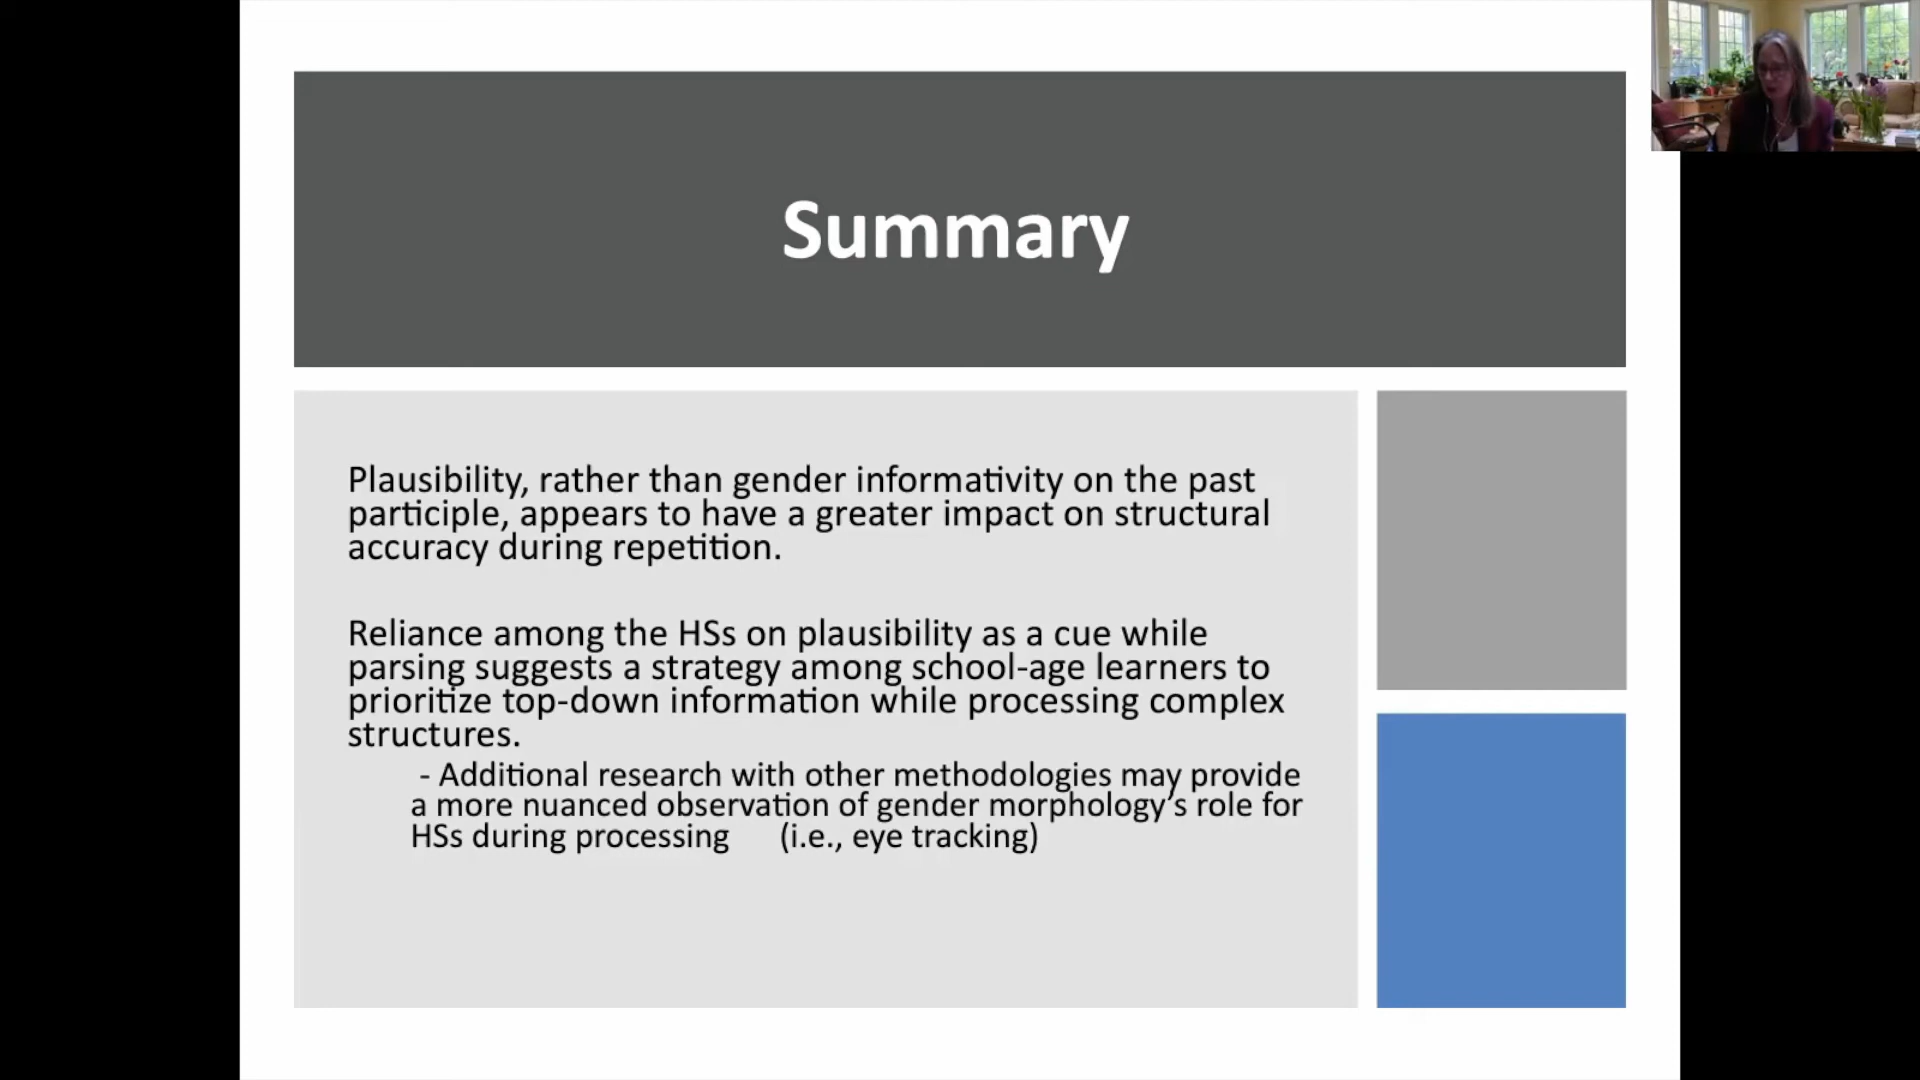 Summary
Plausibility, rather than gender informativity on the past
participle, appears to have a greater impact on structural
accuracy during repetition.
Reliance among the HSs on plausibility as a cue while
parsing suggests a strategy among school-age learners to
prioritize top-down information while processing complex
structures.
- Additional research with other methodologies may provide
a more nuanced observation of gender morphology's role for
HSs during processing (i.e., eye tracking)